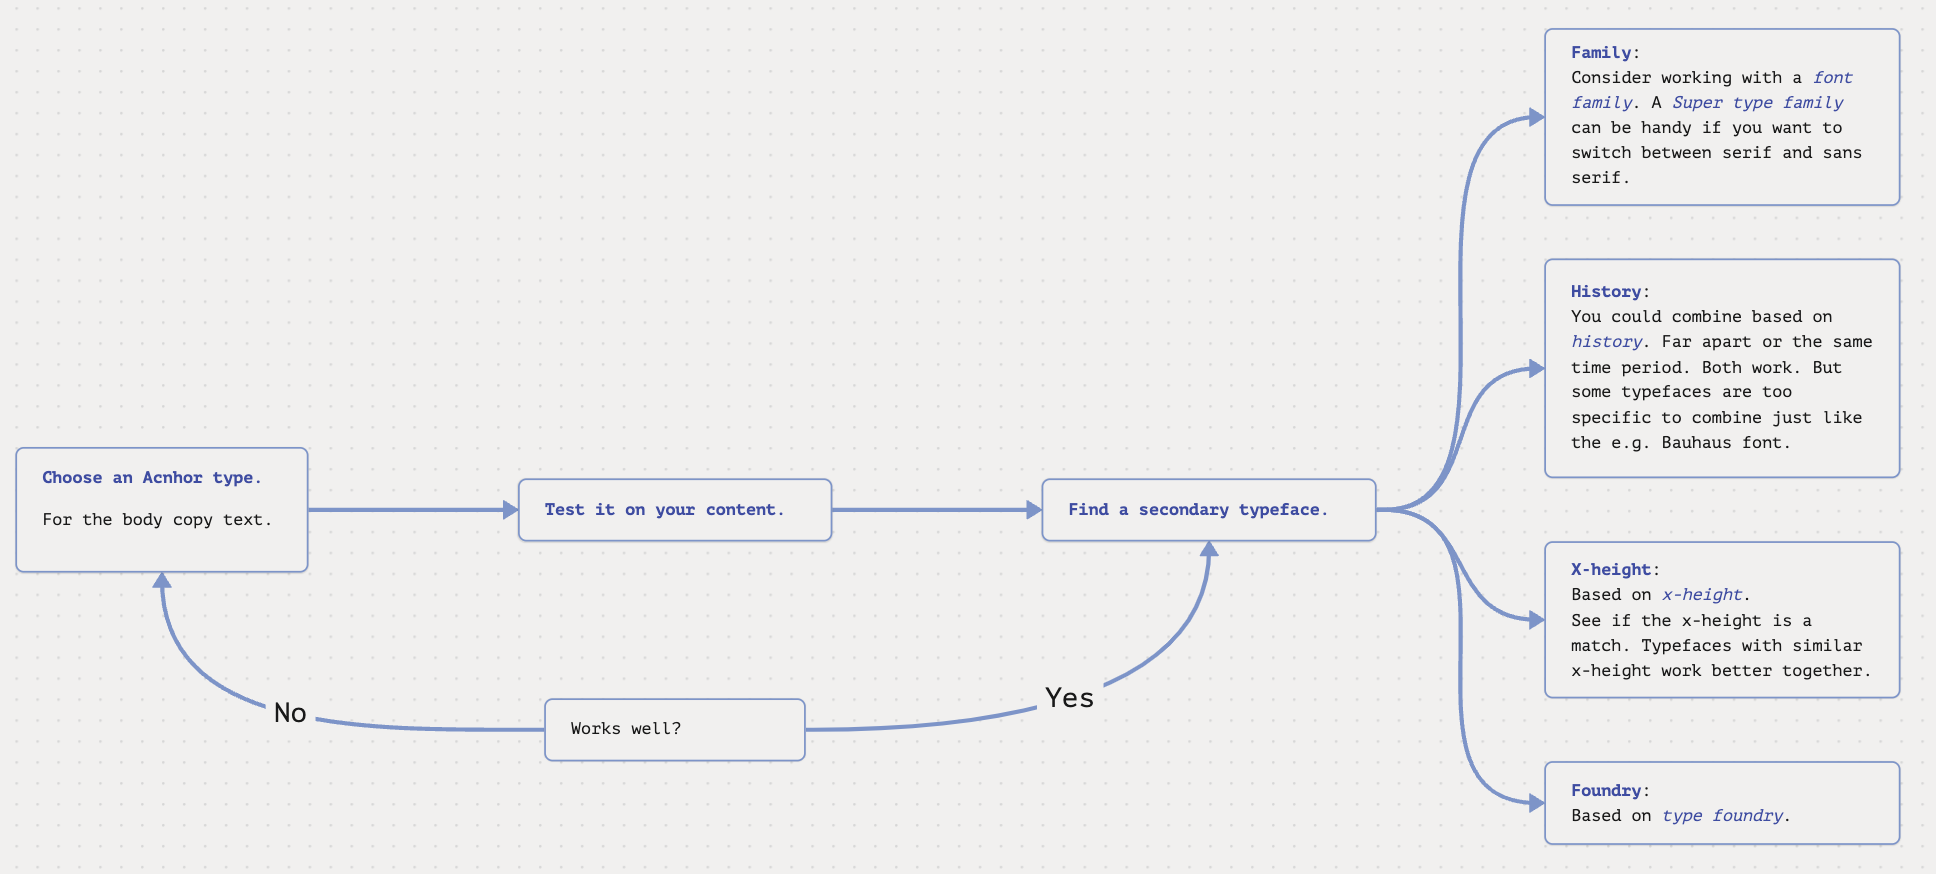 Choose an Acnhor type.
For the body copy text.
Test it on your content.
Find a secondary typeface.
No
Works well?
Yes
Family:
Consider working with a font
family. A Super type family
can be handy if you want to
switch between serif and sans
serif.
History:
You could combine based on
history. Far apart or the same
time period. Both work. But
some typefaces are too
specific to combine just like
the e.g. Bauhaus font.
X-height:
Based on x-height.
See if the x-height is a
match. Typefaces with similar
x-height work better together.
Foundry:
Based on type foundry.